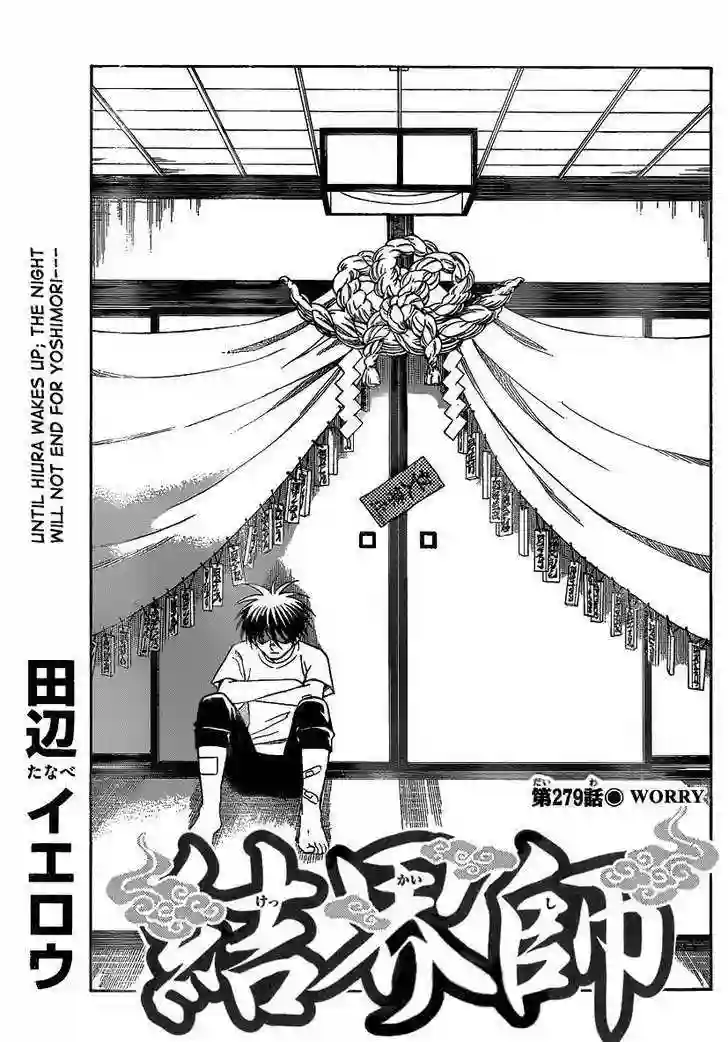 UNTIL HIURA WAKES UP; THE NIGHT
WILL NOT END FOR YOSHIMORI---
田辺イエロウ
たなべ
だい わ
第279話◉ WORRY
けっ かい し
結界師